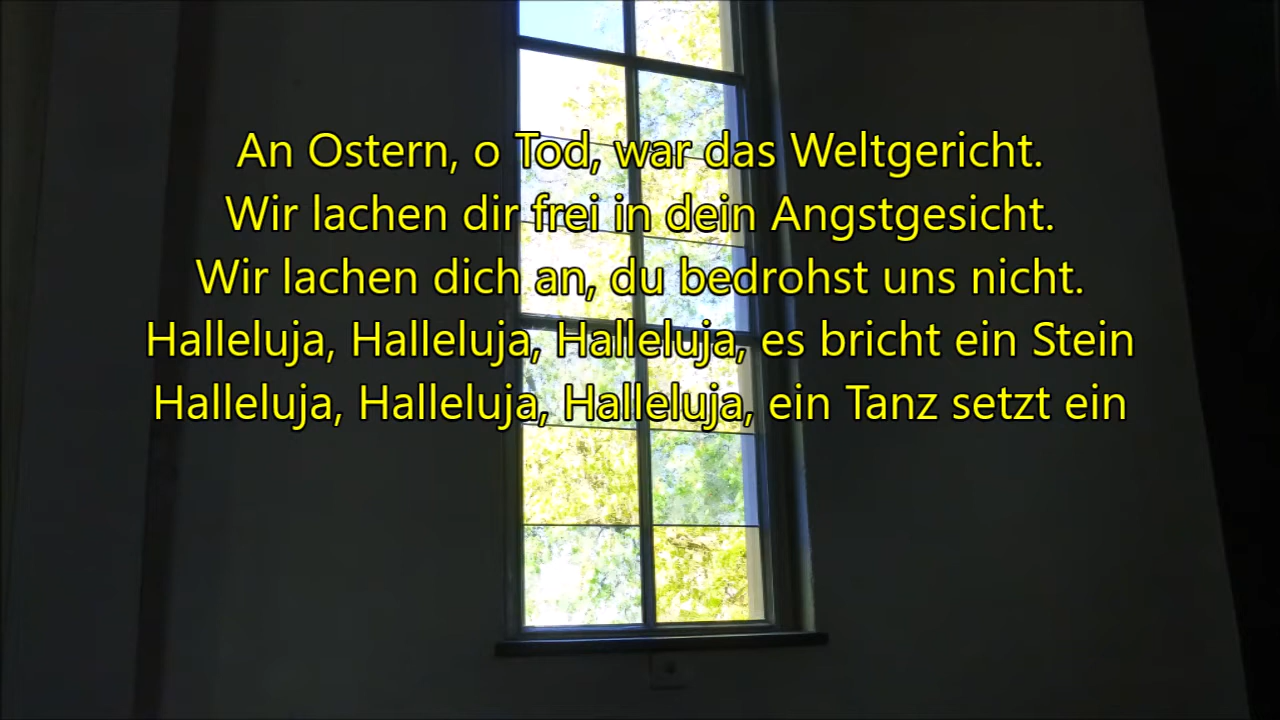 An Ostern, o Tod, war das Weltgericht.
Wir lachen dir frei in dein Angstgesicht.
Wir lachen dich an, du bedrohst uns nicht.
Halleluja, Halleluja, Halleluja, es bricht ein Stein
Halleluja, Halleluja, Halleluja, ein Tanz setzt ein